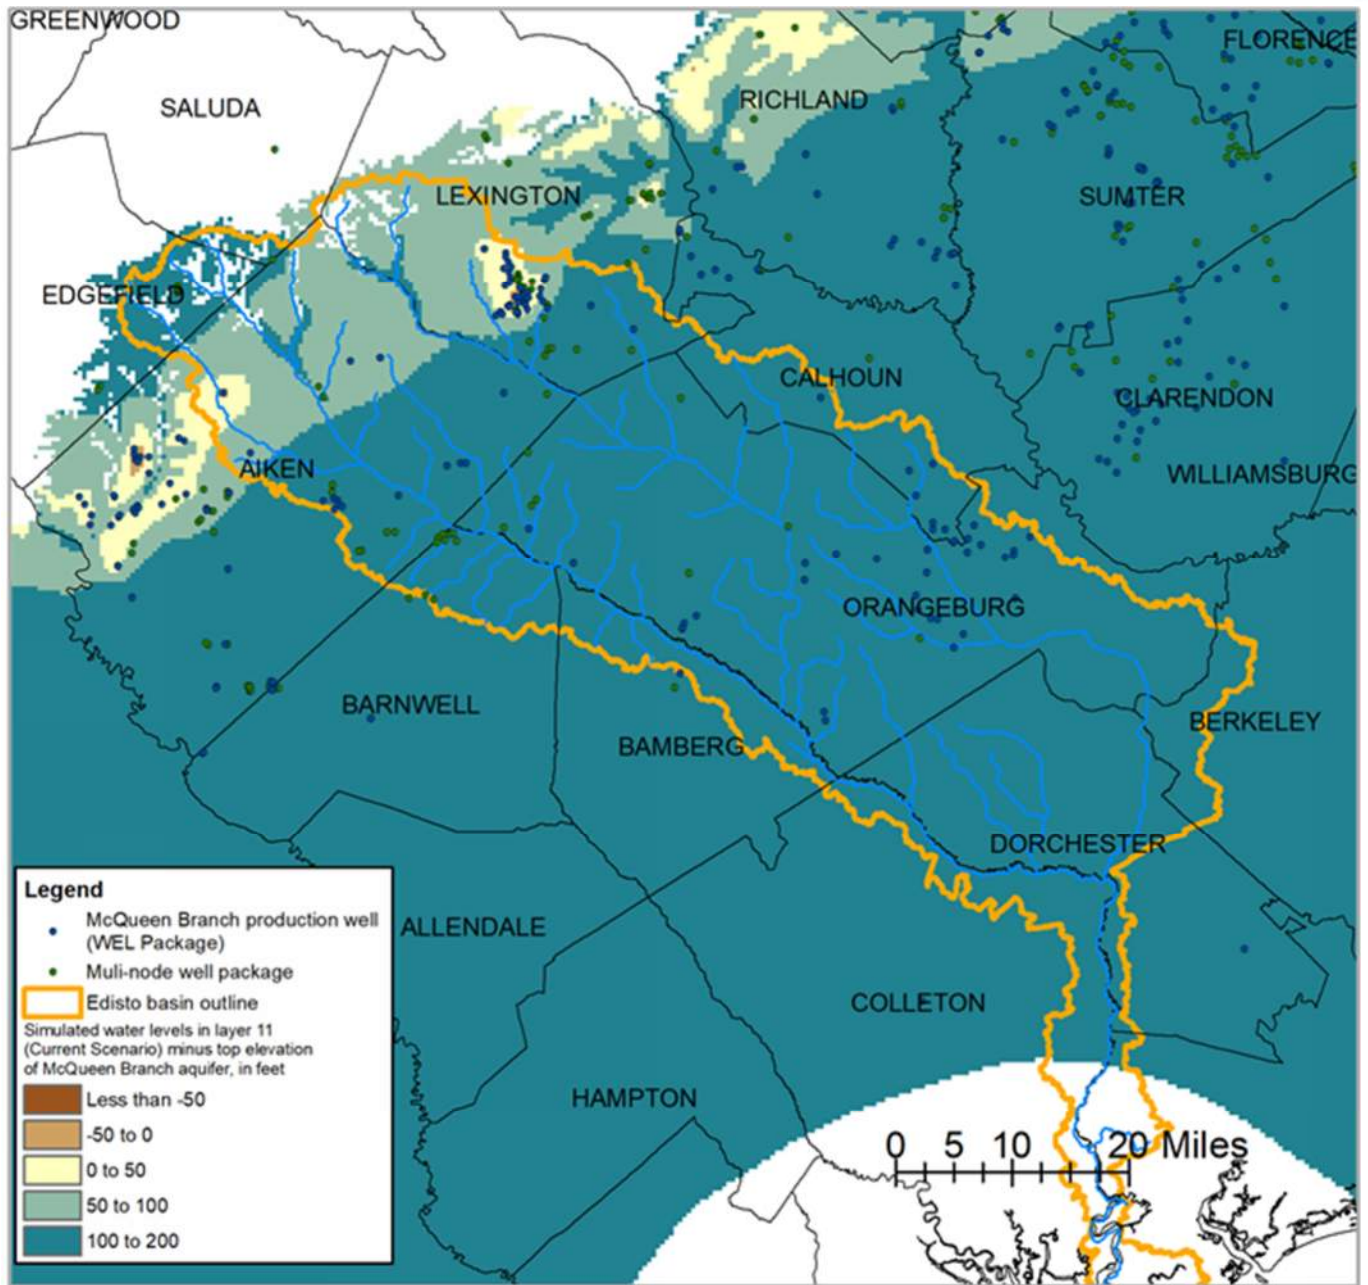 GREENWOOD
FLORENCE
SALUDA
RICHLAND
LEXINGTON
SUMTER
EDGEFIELD
CALHOUN
CLARENDON
AIKEN
WILLIAMSBURG
ORANGEBURG
BARNWELL
BERKELEY
BAMBERG
DORCHESTER
ALLENDALE
COLLETON
HAMPTON
0 5 10 20 Miles
Legend
McQueen Branch production well
(WEL Package)
Muli-node well package
Edisto basin outline
Simulated water levels in layer 11
(Current Scenario) minus top elevation
of McQueen Branch aquifer, in feet
Less than -50
-50 to 0
0 to 50
50 to 100
100 to 200